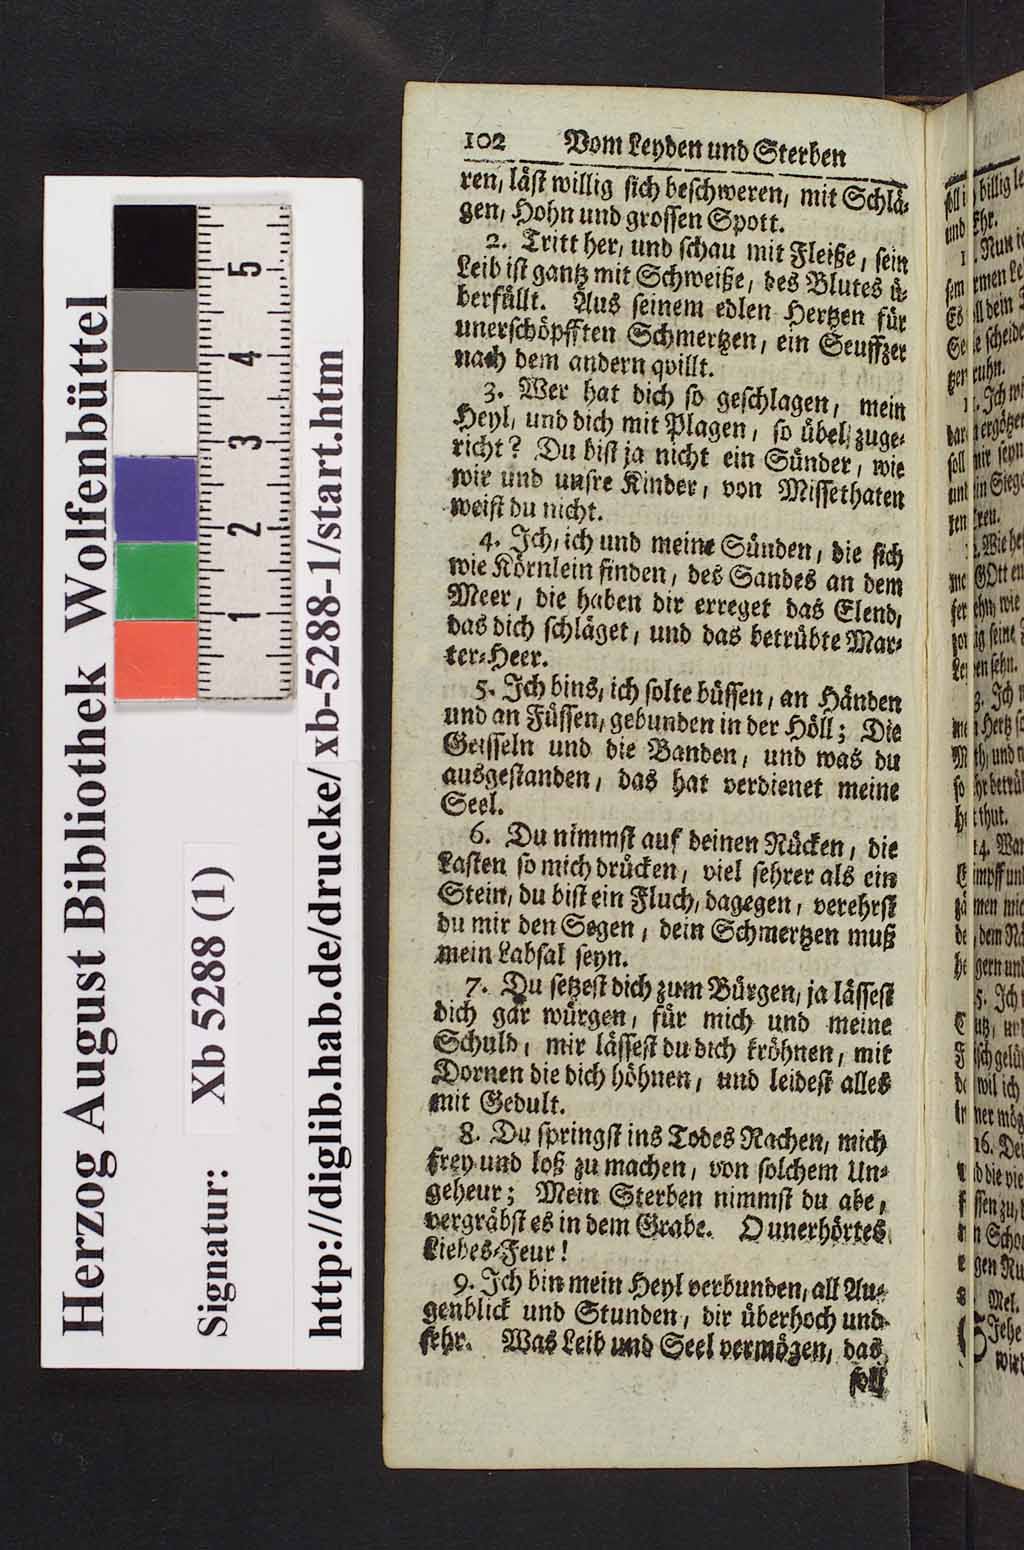 102 Vom Leyden und Sterben
ren, läst willig sich beschweren, mit Schlä-
gen, Hohn und grossen Spott.
2. Tritt her, und schau mit Fleiße, sein
Leib ist gantz mit Schweiße, des Blutes ü-
berfüllt. Aus seinem edlen Hertzen für
unerschöpfften Schmertzen, ein Seuffzer
nach dem andern qvillt.
3. Wer hat dich so geschlagen, mein
Heyl, und dich mit Plagen, so übel zuge-
richt? Du bist ja nicht ein Sünder, wie
wir und unsre Kinder, von Missethaten
weist du nicht.
4. Ich, ich und meine Sünden, die sich
wie Körnlein finden, des Sandes an dem
Meer, die haben dir erreget das Elend,
das dich schläget, und das betrübte Mar-
ter-Heer.
5. Ich bins, ich solte büssen, an Händen
und an Füssen, gebunden in der Höll; Die
Geisseln und die Banden, und was du
ausgestanden, das hat verdienet meine
Seel.
6. Du nimmst auf deinen Rücken, die
Lasten so mich drücken, viel sehrer als ein
Stein, du bist ein Fluch, dagegen, verehrst
du mir den Segen, dein Schmertzen muß
mein Labsal seyn.
7. Du setzest dich zum Bürgen, ja lässest
dich gar würgen, für mich und meine
Schuld, mir lässest du dich kröhnen, mit
Dornen die dich höhnen, und leidest alles
mit Gedult.
8. Du springst ins Todes Rachen, mich
frey und loß zu machen, von solchem Un-
geheur; Mein Sterben nimmst du abe,
vergräbst es in dem Grabe. O unerhörtes
Liebes-Feur!
9. Ich bin mein Heyl verbunden, all Au-
genblick und Stunden, dir überhoch und
sehr. Was Leib und Seel vermögen, das
soll
Herzog August Bibliothek Wolfenbüttel
Signatur: Xb 5288 (1)
http://diglib.hab.de/drucke/ xb-5288-1/start.htm
5
4
3
2
1